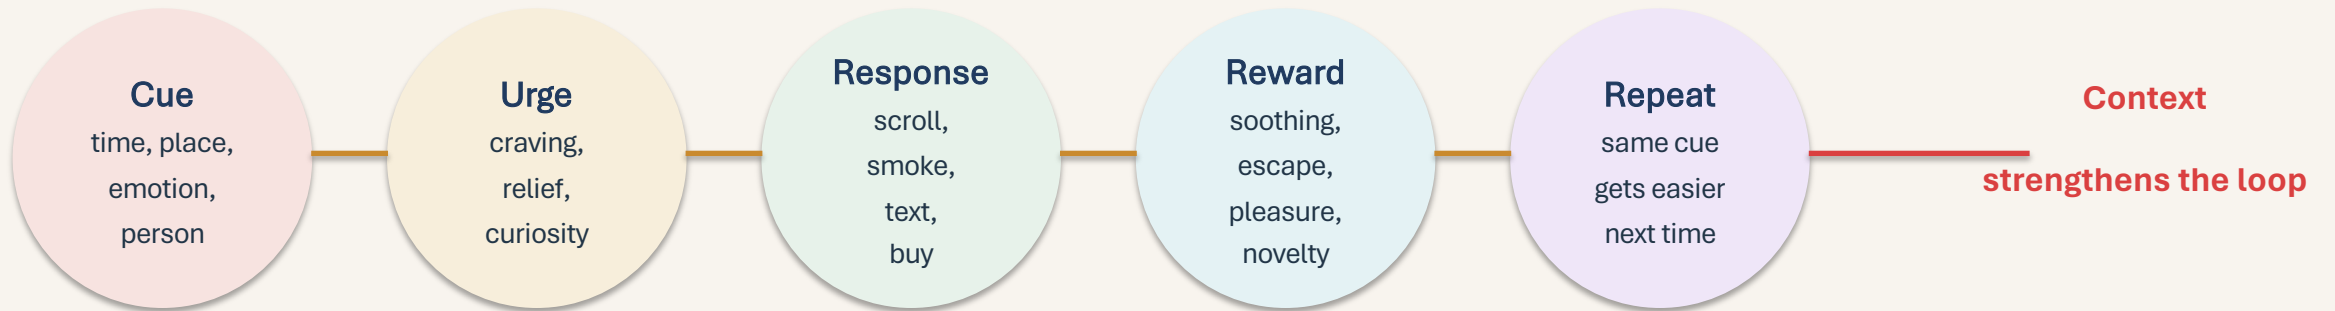 Cue
time, place,
emotion,
person
Urge
craving,
relief,
curiosity
Response
scroll,
smoke,
text,
buy
Reward
soothing,
escape,
pleasure,
novelty
Repeat
same cue
gets easier
next time
Context
strengthens the loop